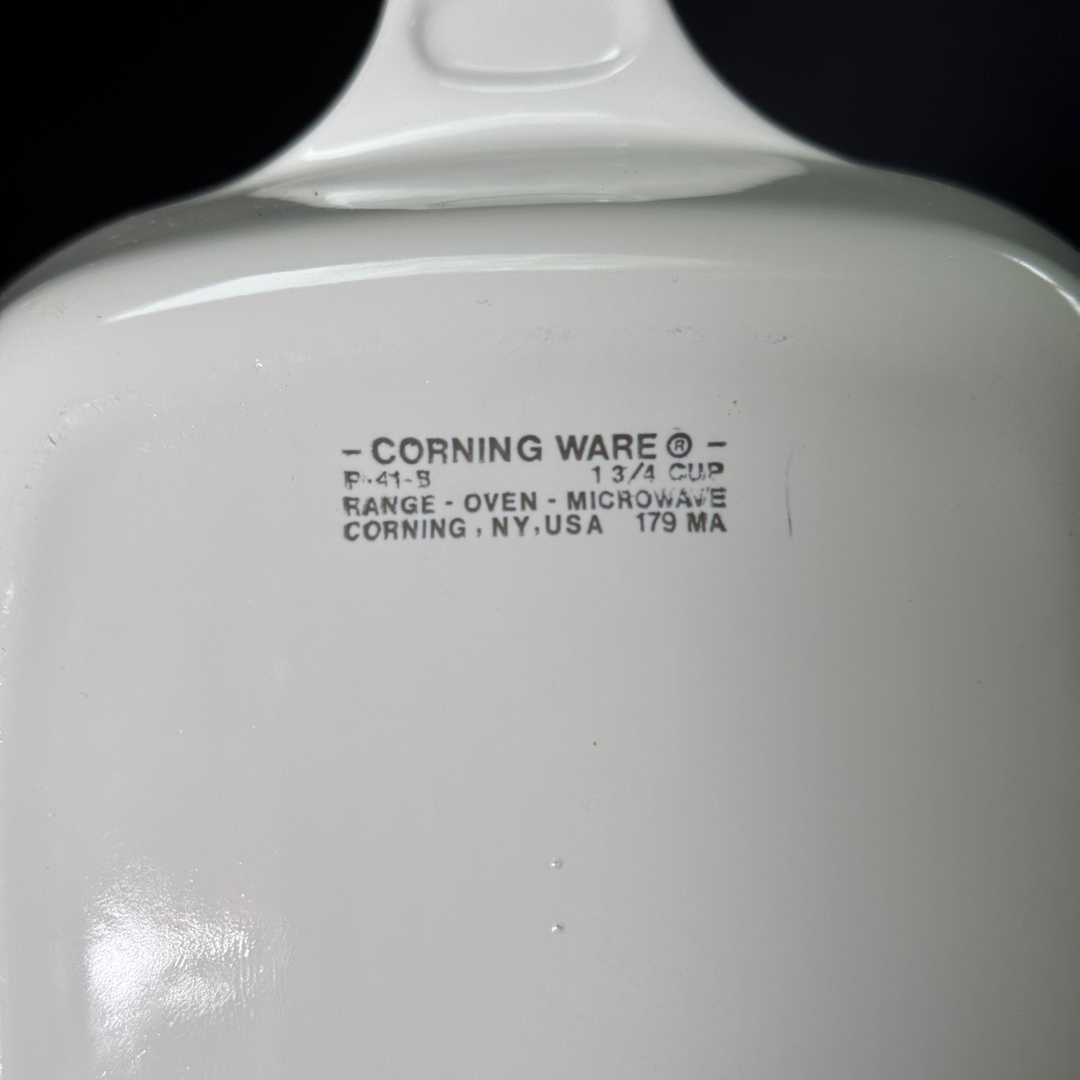 - CORNING WARE ® -
P-41-B 1 3/4 CUP
RANGE - OVEN - MICROWAVE
CORNING, NY, USA 179 MA